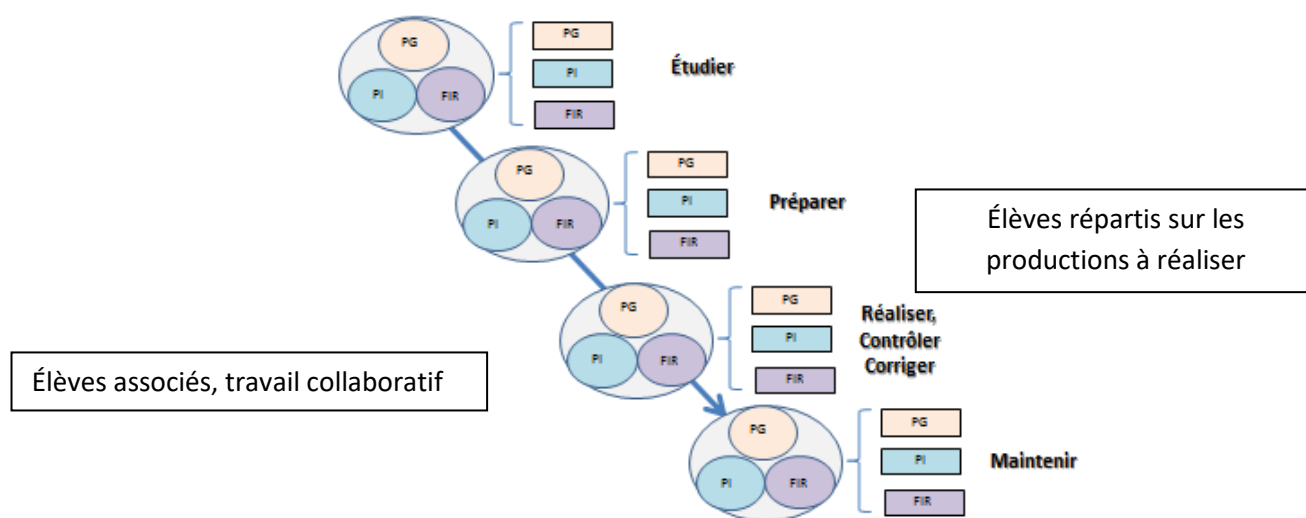 PG
PI FIR
PG
PI
FIR
Étudier
PG
PI FIR
PG
PI
FIR
Préparer
Élèves répartis sur les
productions à réaliser
PG
PI FIR
PG
PI
FIR
Réaliser,
Contrôler
Corriger
Élèves associés, travail collaboratif
PG
PI FIR
PG
PI
FIR
Maintenir